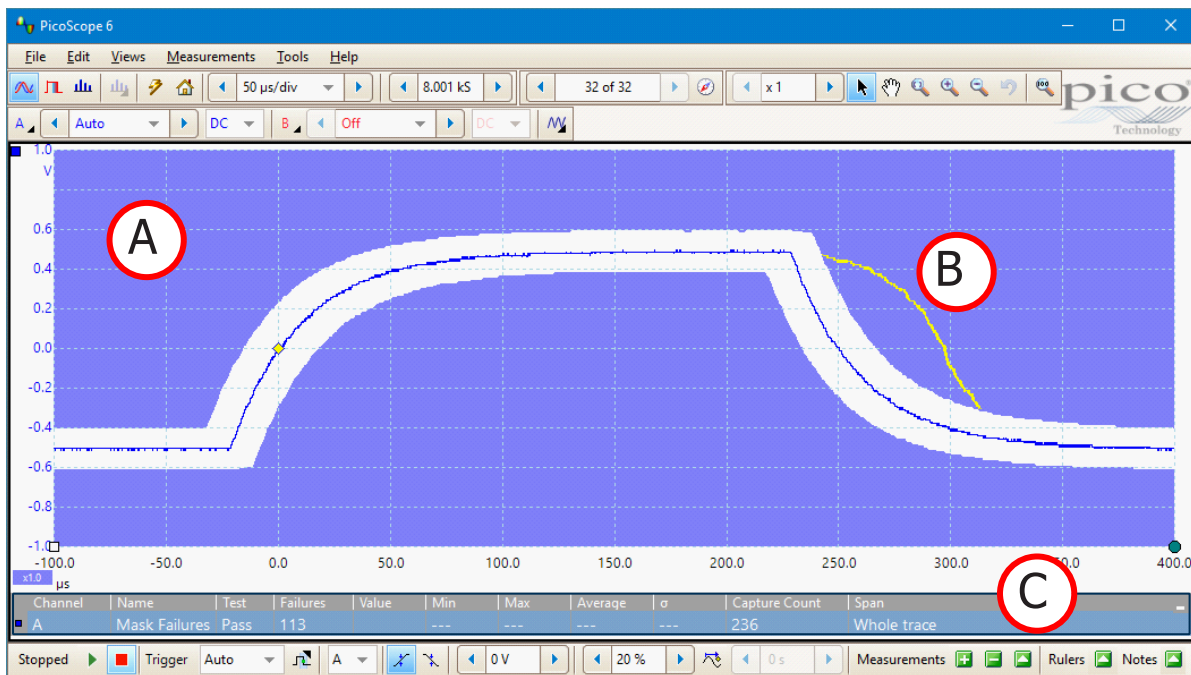 PicoScope 6
File Edit Views Measurements Tools Help
50 µs/div 8.001 kS 32 of 32 x 1
pico
Technology
A Auto DC B Off DC
1.0
V
0.6
0.4
0.2
0.0
-0.2
-0.4
-0.6
-0.8
-1.0
A
B
C
-100.0 -50.0 0.0 50.0 100.0 150.0 200.0 250.0 300.0 400.0
x1.0 µs
Channel Name Test Failures Value Min Max Average σ Capture Count Span
A Mask Failures Pass 113 --- --- --- --- 236 Whole trace
Stopped Trigger Auto A 0 V 20 % 0 s Measurements Rulers Notes